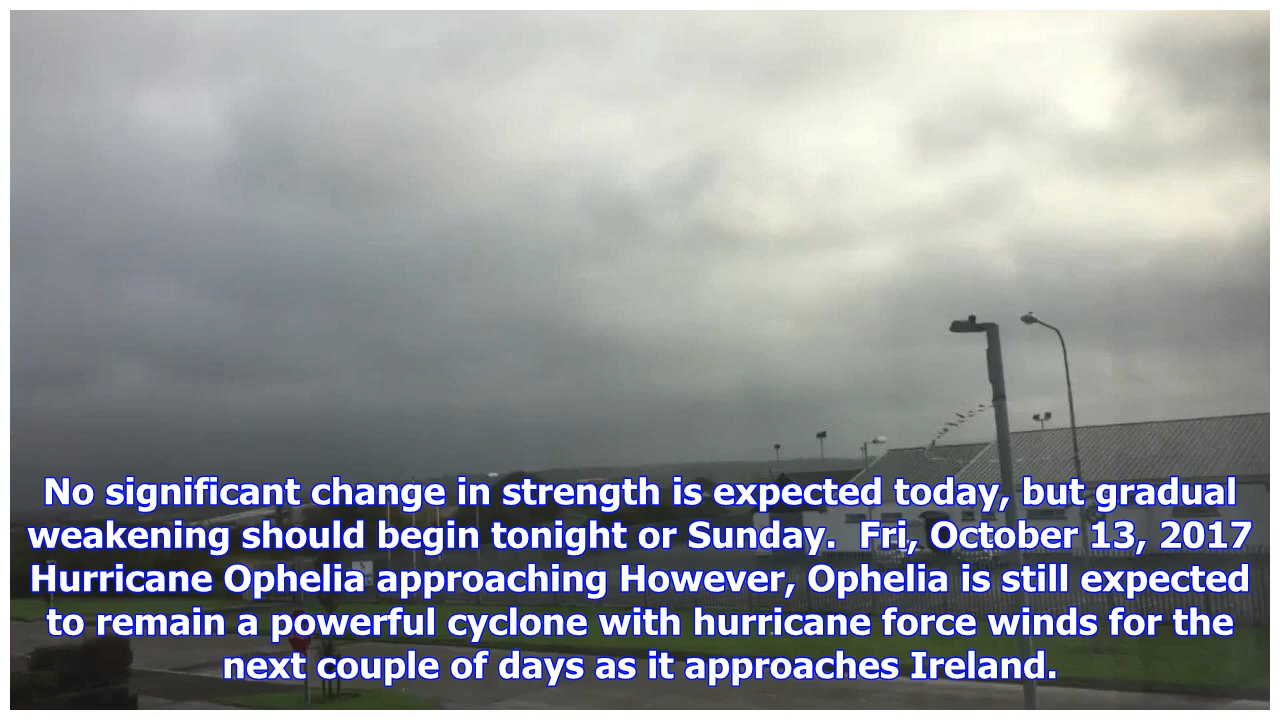 No significant change in strength is expected today, but gradual
weakening should begin tonight or Sunday.  Fri, October 13, 2017
Hurricane Ophelia approaching However, Ophelia is still expected
to remain a powerful cyclone with hurricane force winds for the
next couple of days as it approaches Ireland.